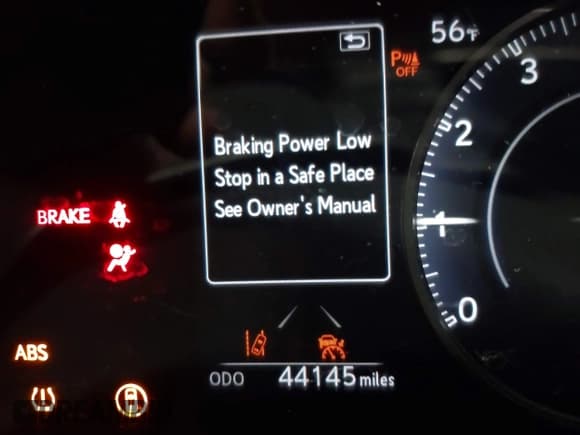 56°F
P
OFF
3
Braking Power Low
Stop in a Safe Place
See Owner's Manual
2
BRAKE
1
0
ABS
ODO 44145 miles